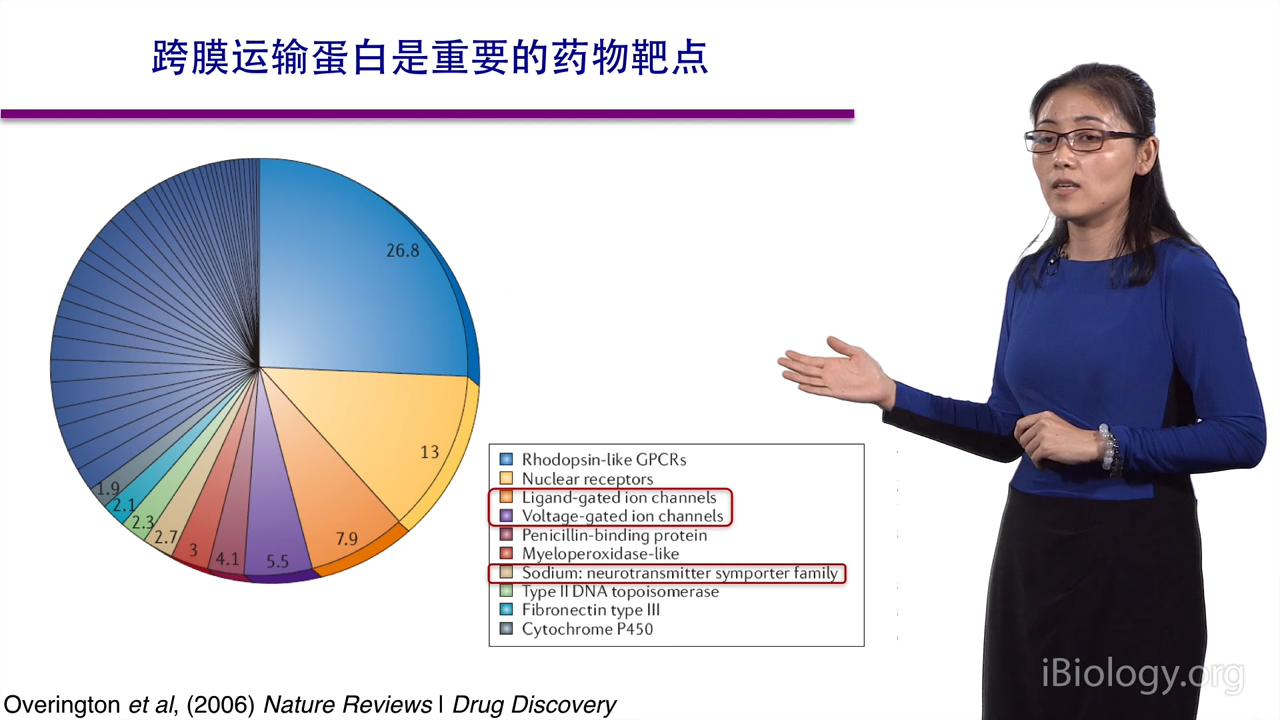 跨膜运输蛋白是重要的药物靶点
26.8
13
7.9
5.5
4.1
3
2.7
2.3
2.1
1.9
Rhodopsin-like GPCRs
Nuclear receptors
Ligand-gated ion channels
Voltage-gated ion channels
Penicillin-binding protein
Myeloperoxidase-like
Sodium: neurotransmitter symporter family
Type II DNA topoisomerase
Fibronectin type III
Cytochrome P450
iBiology.org
Overington et al, (2006) Nature Reviews | Drug Discovery